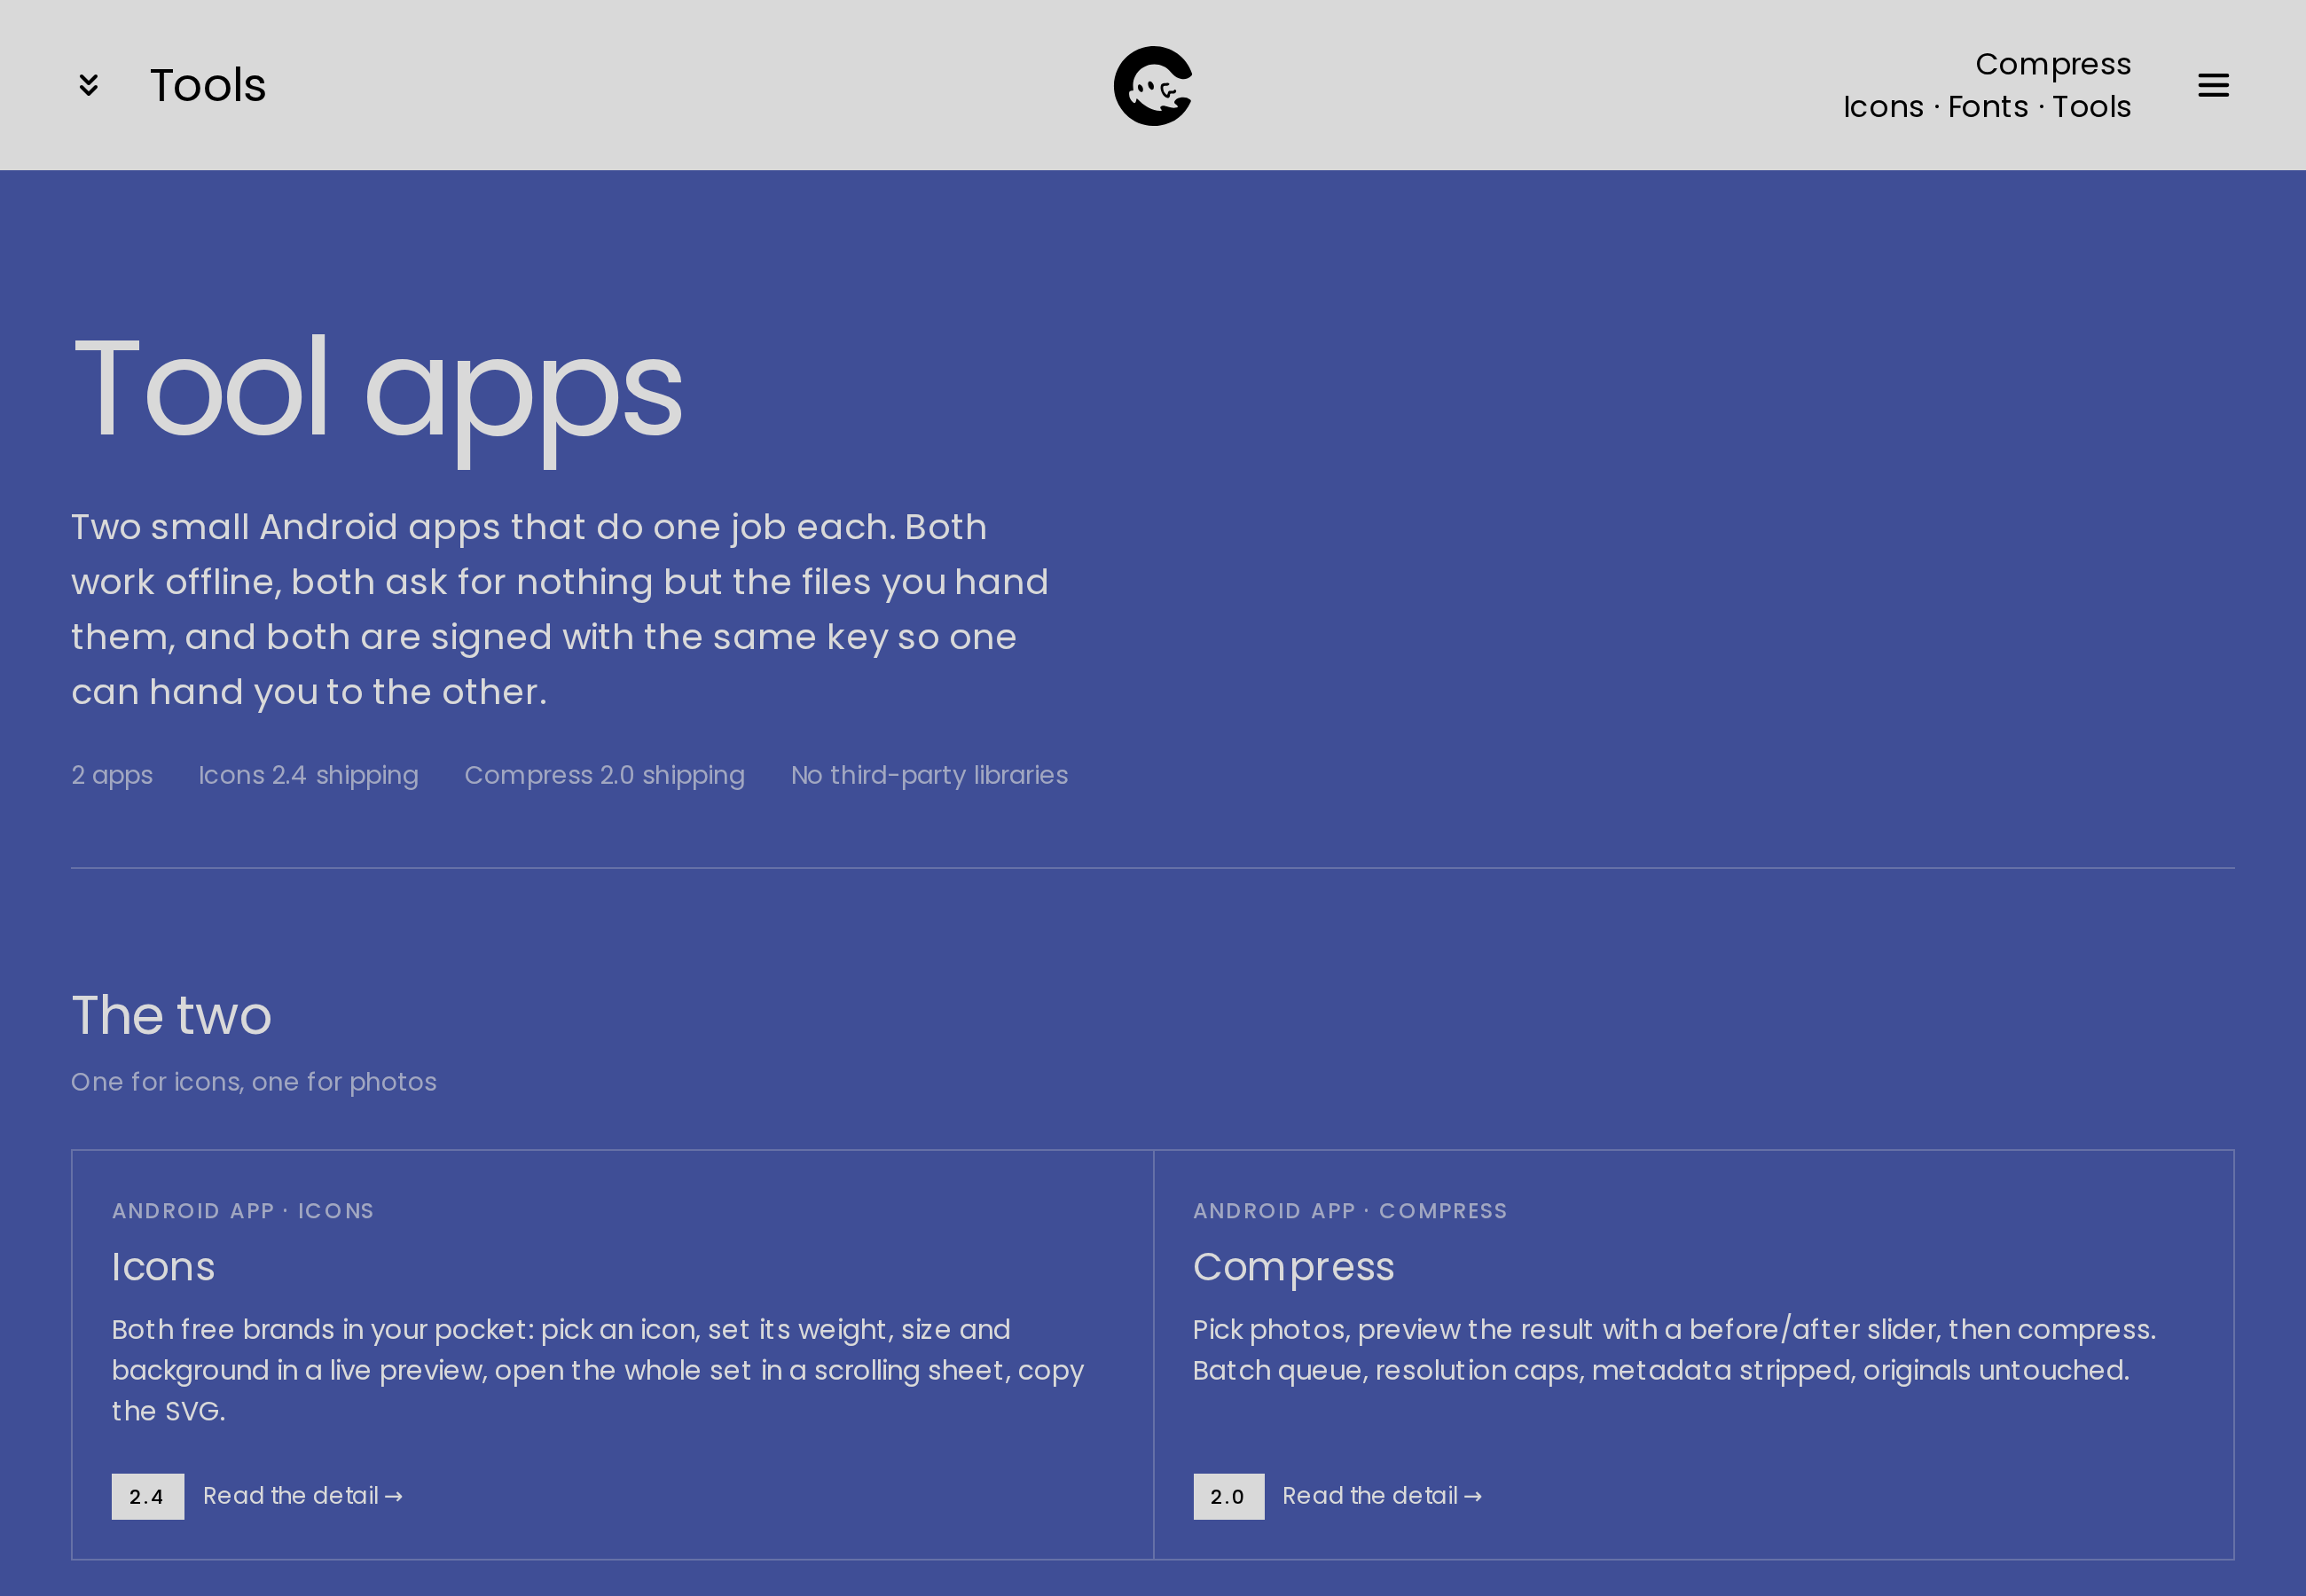 Tools
Compress
Icons · Fonts · Tools
Tool apps
Two small Android apps that do one job each. Both
work offline, both ask for nothing but the files you hand
them, and both are signed with the same key so one
can hand you to the other.
2 apps Icons 2.4 shipping Compress 2.0 shipping No third-party libraries
The two
One for icons, one for photos
ANDROID APP · ICONS
Icons
Both free brands in your pocket: pick an icon, set its weight, size and
background in a live preview, open the whole set in a scrolling sheet, copy
the SVG.
2.4 Read the detail →
ANDROID APP · COMPRESS
Compress
Pick photos, preview the result with a before/after slider, then compress.
Batch queue, resolution caps, metadata stripped, originals untouched.
2.0 Read the detail →